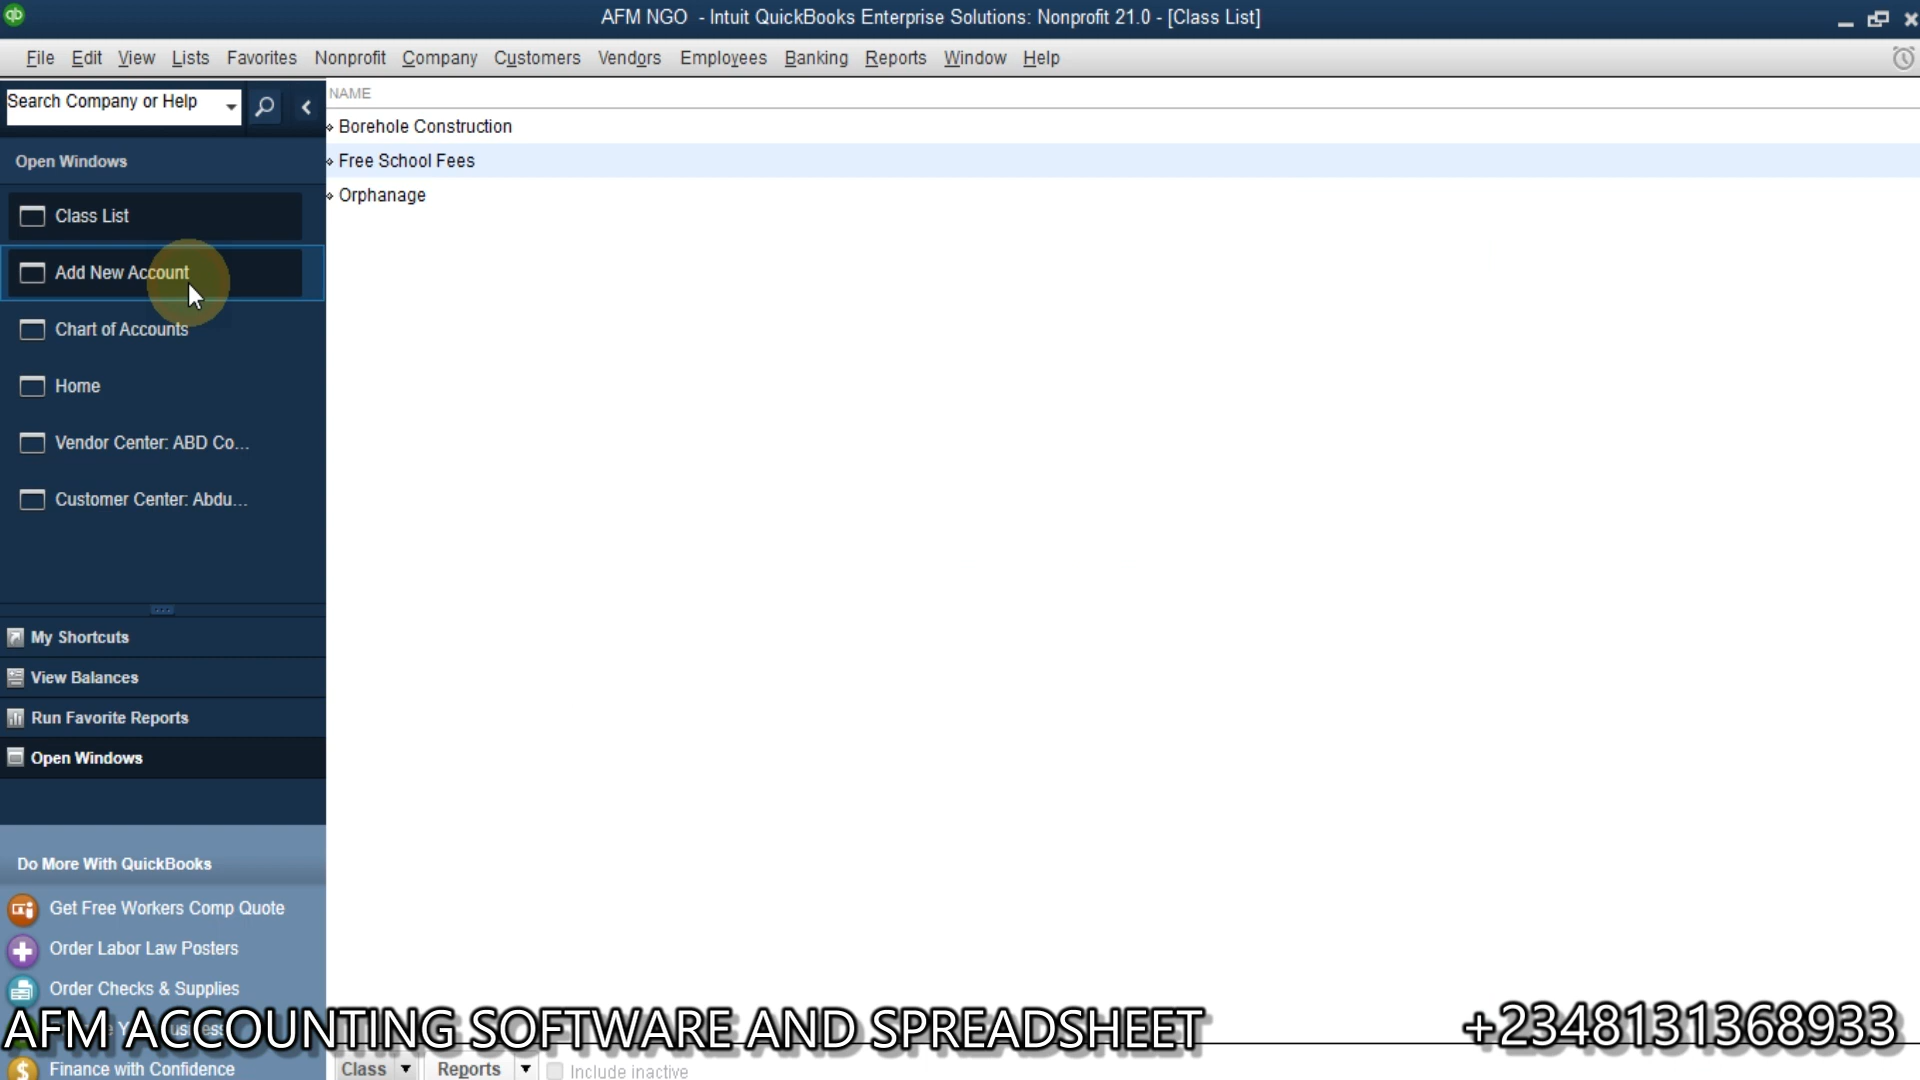 qb
AFM NGO - Intuit QuickBooks Enterprise Solutions: Nonprofit 21.0 - [Class List]
File Edit View Lists Favorites Nonprofit Company Customers Vendors Employees Banking Reports Window Help
Search Company or Help
NAME
Borehole Construction
Free School Fees
Orphanage
Open Windows
Class List
Add New Account
Chart of Accounts
Home
Vendor Center: ABD Co...
Customer Center: Abdu...
My Shortcuts
View Balances
Run Favorite Reports
Open Windows
Do More With QuickBooks
Get Free Workers Comp Quote
Order Labor Law Posters
Order Checks & Supplies
AFM ACCOUNTING SOFTWARE AND SPREADSHEET
+2348131368933
Finance with Confidence
Class Reports Include inactive